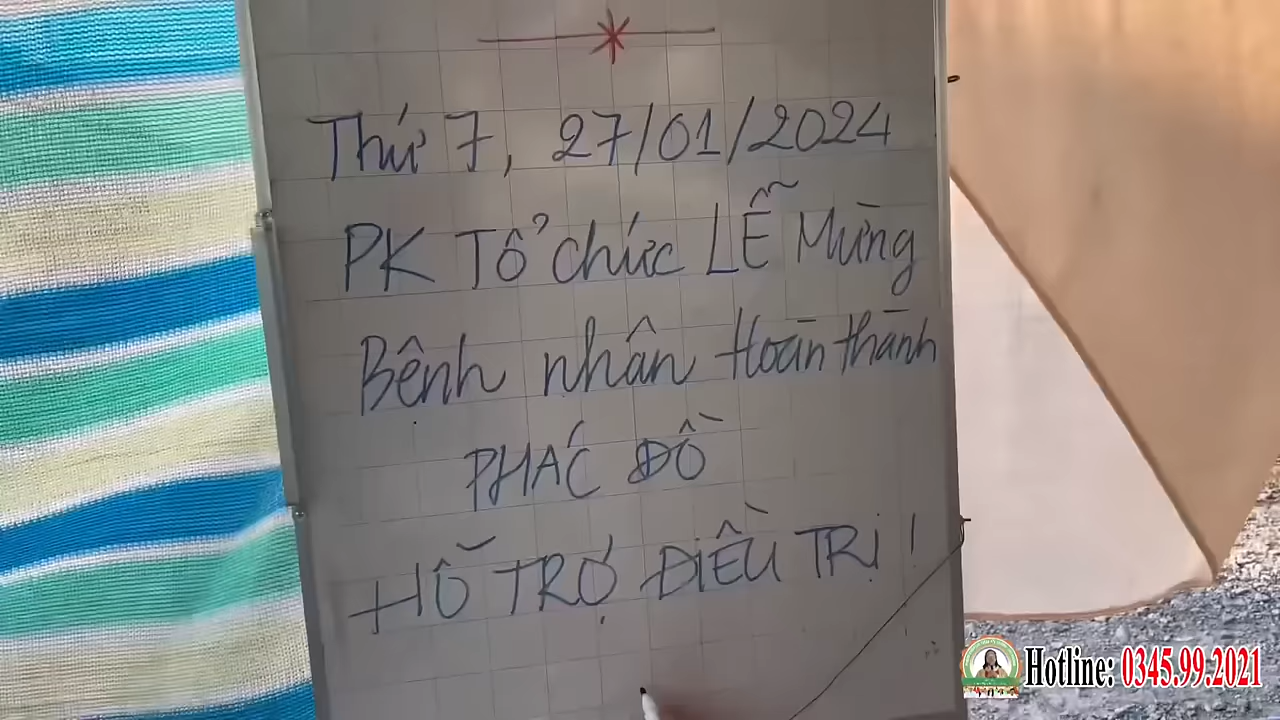 Thứ 7, 27/01/2024
PK Tổ chức LỄ Mừng
Bệnh nhân Hoàn thành
PHÁC ĐỒ
HỖ TRỢ ĐIỀU TRỊ!
Hotline: 0345.99.2021